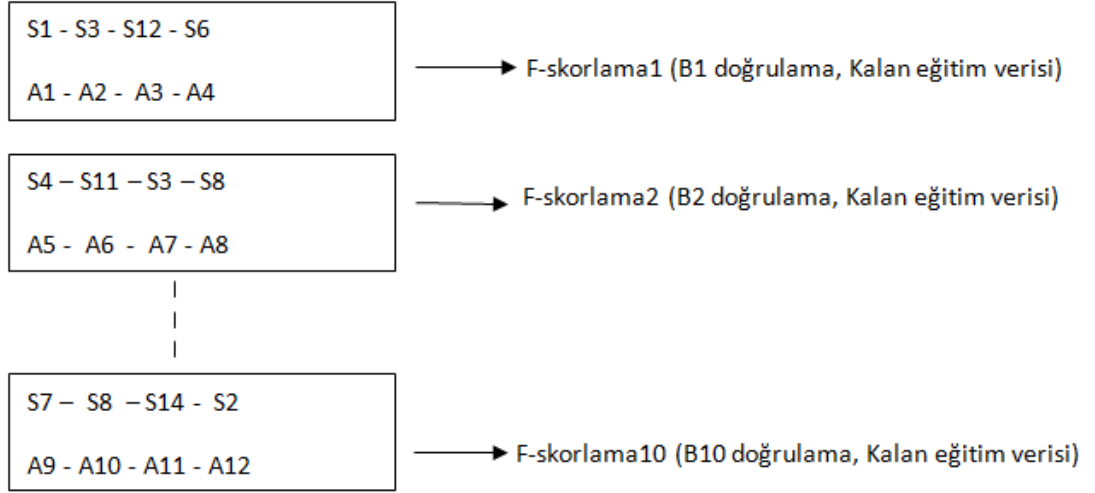 S1 - S3 - S12 - S6
A1 - A2 - A3 - A4
F-skorlama1 (B1 doğrulama, Kalan eğitim verisi)
S4 – S11 – S3 – S8
A5 - A6 - A7 - A8
F-skorlama2 (B2 doğrulama, Kalan eğitim verisi)
S7 – S8 – S14 - S2
A9 - A10 - A11 - A12
F-skorlama10 (B10 doğrulama, Kalan eğitim verisi)